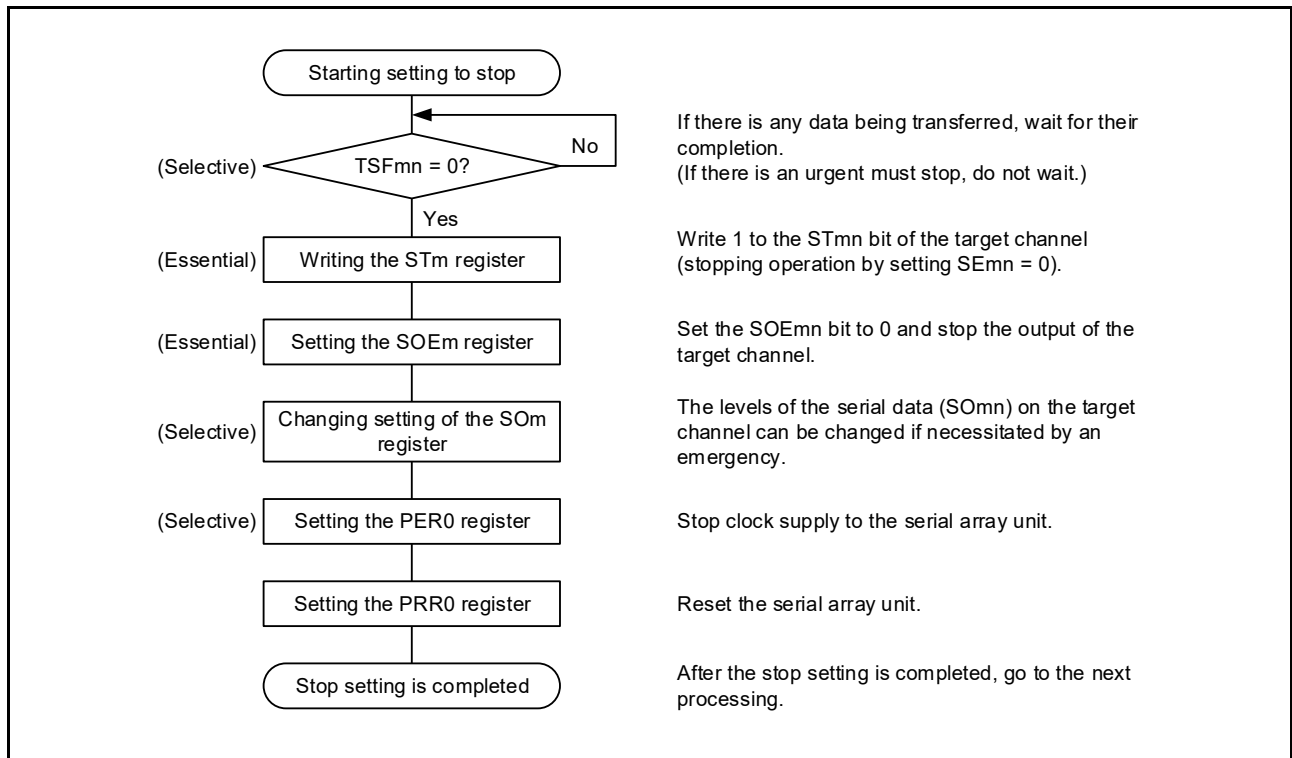 Starting setting to stop
If there is any data being transferred, wait for their
completion.
(If there is an urgent must stop, do not wait.)
(Selective)
TSFmn = 0?
No
Yes
(Essential)
Writing the STm register
Write 1 to the STmn bit of the target channel
(stopping operation by setting SEmn = 0).
(Essential)
Setting the SOEm register
Set the SOEmn bit to 0 and stop the output of the
target channel.
(Selective)
Changing setting of the SOm
register
The levels of the serial data (SOmn) on the target
channel can be changed if necessitated by an
emergency.
(Selective)
Setting the PER0 register
Stop clock supply to the serial array unit.
Setting the PRR0 register
Reset the serial array unit.
Stop setting is completed
After the stop setting is completed, go to the next
processing.